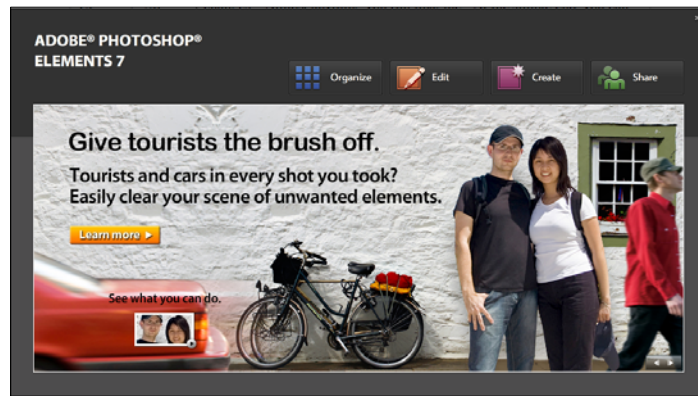 ADOBE® PHOTOSHOP®
ELEMENTS 7
Organize
Edit
Create
Share
Give tourists the brush off.
Tourists and cars in every shot you took?
Easily clear your scene of unwanted elements.
Learn more
See what you can do.